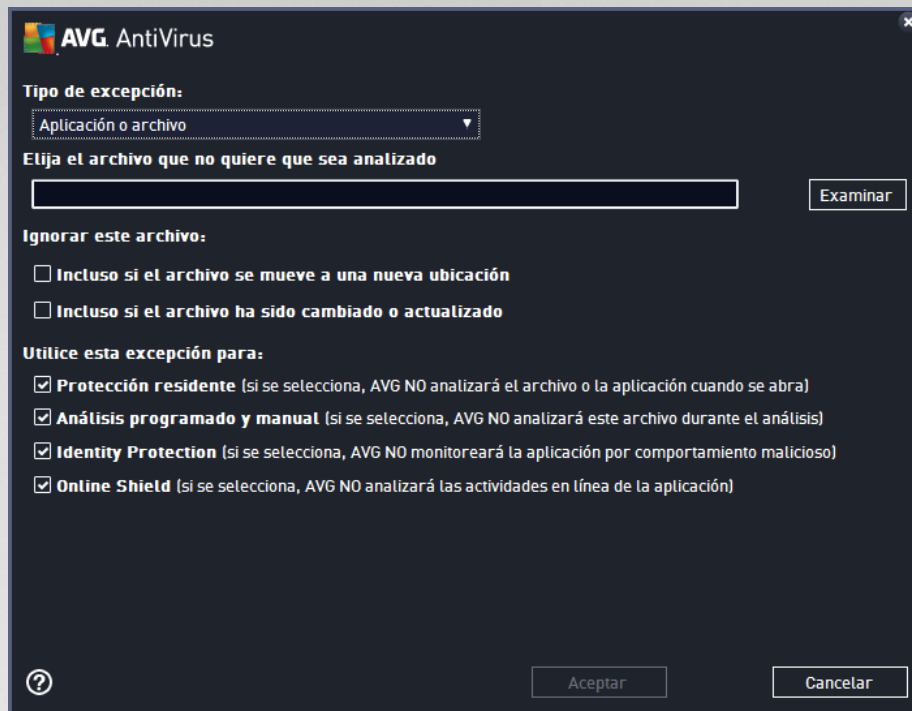 AVG AntiVirus
Tipo de excepción:
Aplicación o archivo
Elija el archivo que no quiere que sea analizado
Examinar
Ignorar este archivo:
Incluso si el archivo se mueve a una nueva ubicación
Incluso si el archivo ha sido cambiado o actualizado
Utilice esta excepción para:
Protección residente (si se selecciona, AVG NO analizará el archivo o la aplicación cuando se abra)
Análisis programado y manual (si se selecciona, AVG NO analizará este archivo durante el análisis)
Identity Protection (si se selecciona, AVG NO monitoreará la aplicación por comportamiento malicioso)
Online Shield (si se selecciona, AVG NO analizará las actividades en línea de la aplicación)
?
Aceptar
Cancelar